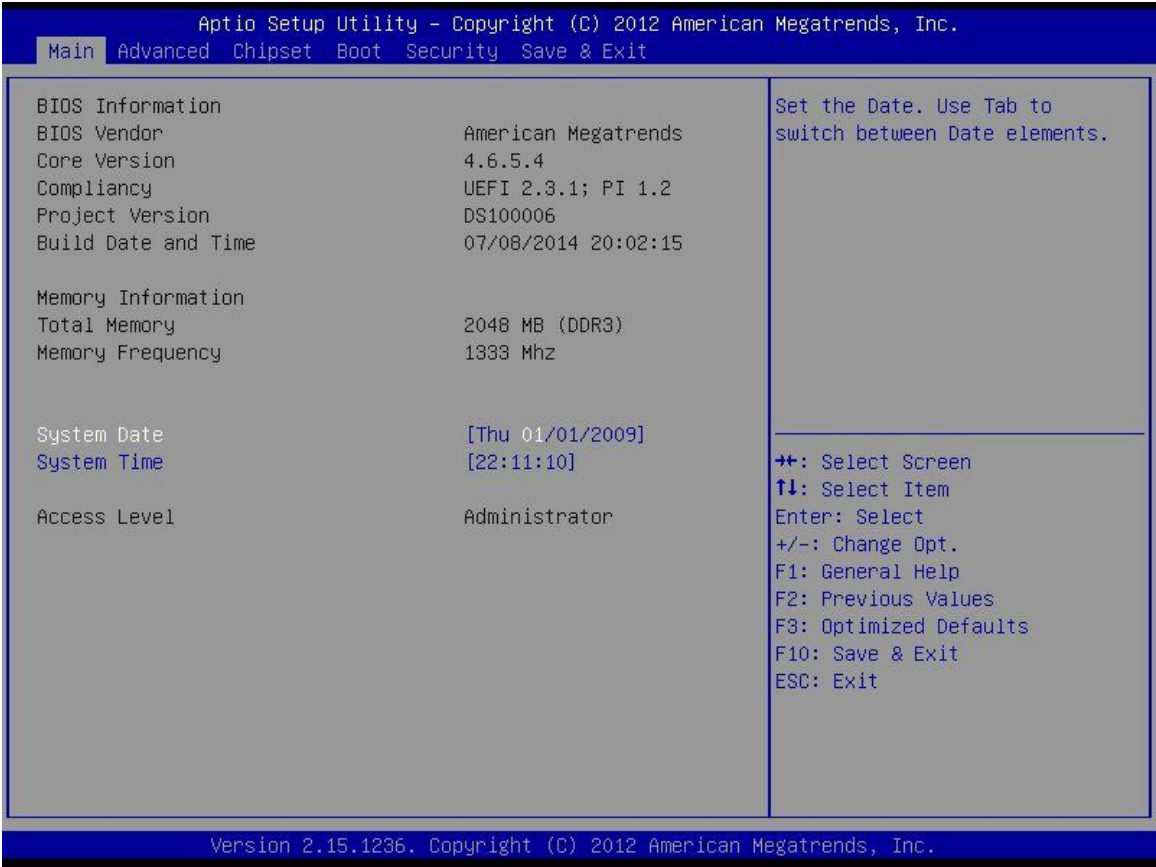 Aptio Setup Utility – Copyright (C) 2012 American Megatrends, Inc.
Main Advanced Chipset Boot Security Save & Exit
BIOS Information
BIOS Vendor American Megatrends
Core Version 4.6.5.4
Compliancy UEFI 2.3.1; PI 1.2
Project Version DS100006
Build Date and Time 07/08/2014 20:02:15
Memory Information
Total Memory 2048 MB (DDR3)
Memory Frequency 1333 Mhz
System Date [Thu 01/01/2009]
System Time [22:11:10]
Access Level Administrator
Set the Date. Use Tab to
switch between Date elements.
→←: Select Screen
↑↓: Select Item
Enter: Select
+/-: Change Opt.
F1: General Help
F2: Previous Values
F3: Optimized Defaults
F10: Save & Exit
ESC: Exit
Version 2.15.1236. Copyright (C) 2012 American Megatrends, Inc.